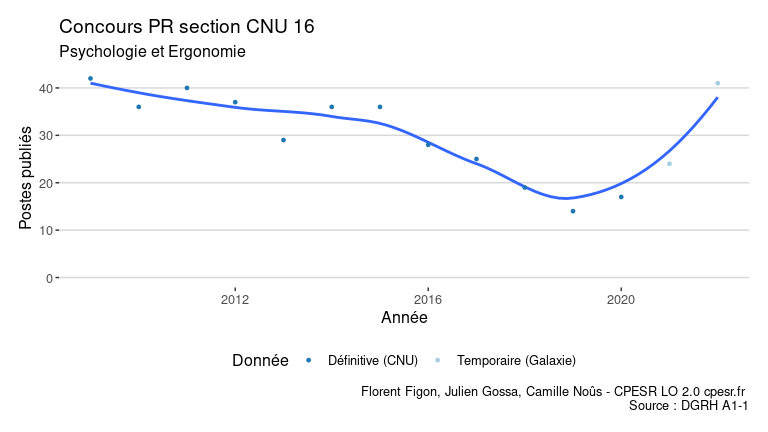 Concours PR section CNU 16
Psychologie et Ergonomie
Postes publiés
40
30
20
10
0
2012
2016
2020
Année
Donnée
Définitive (CNU)
Temporaire (Galaxie)
Florent Figon, Julien Gossa, Camille Noûs - CPESR LO 2.0 cpesr.fr
Source : DGRH A1-1